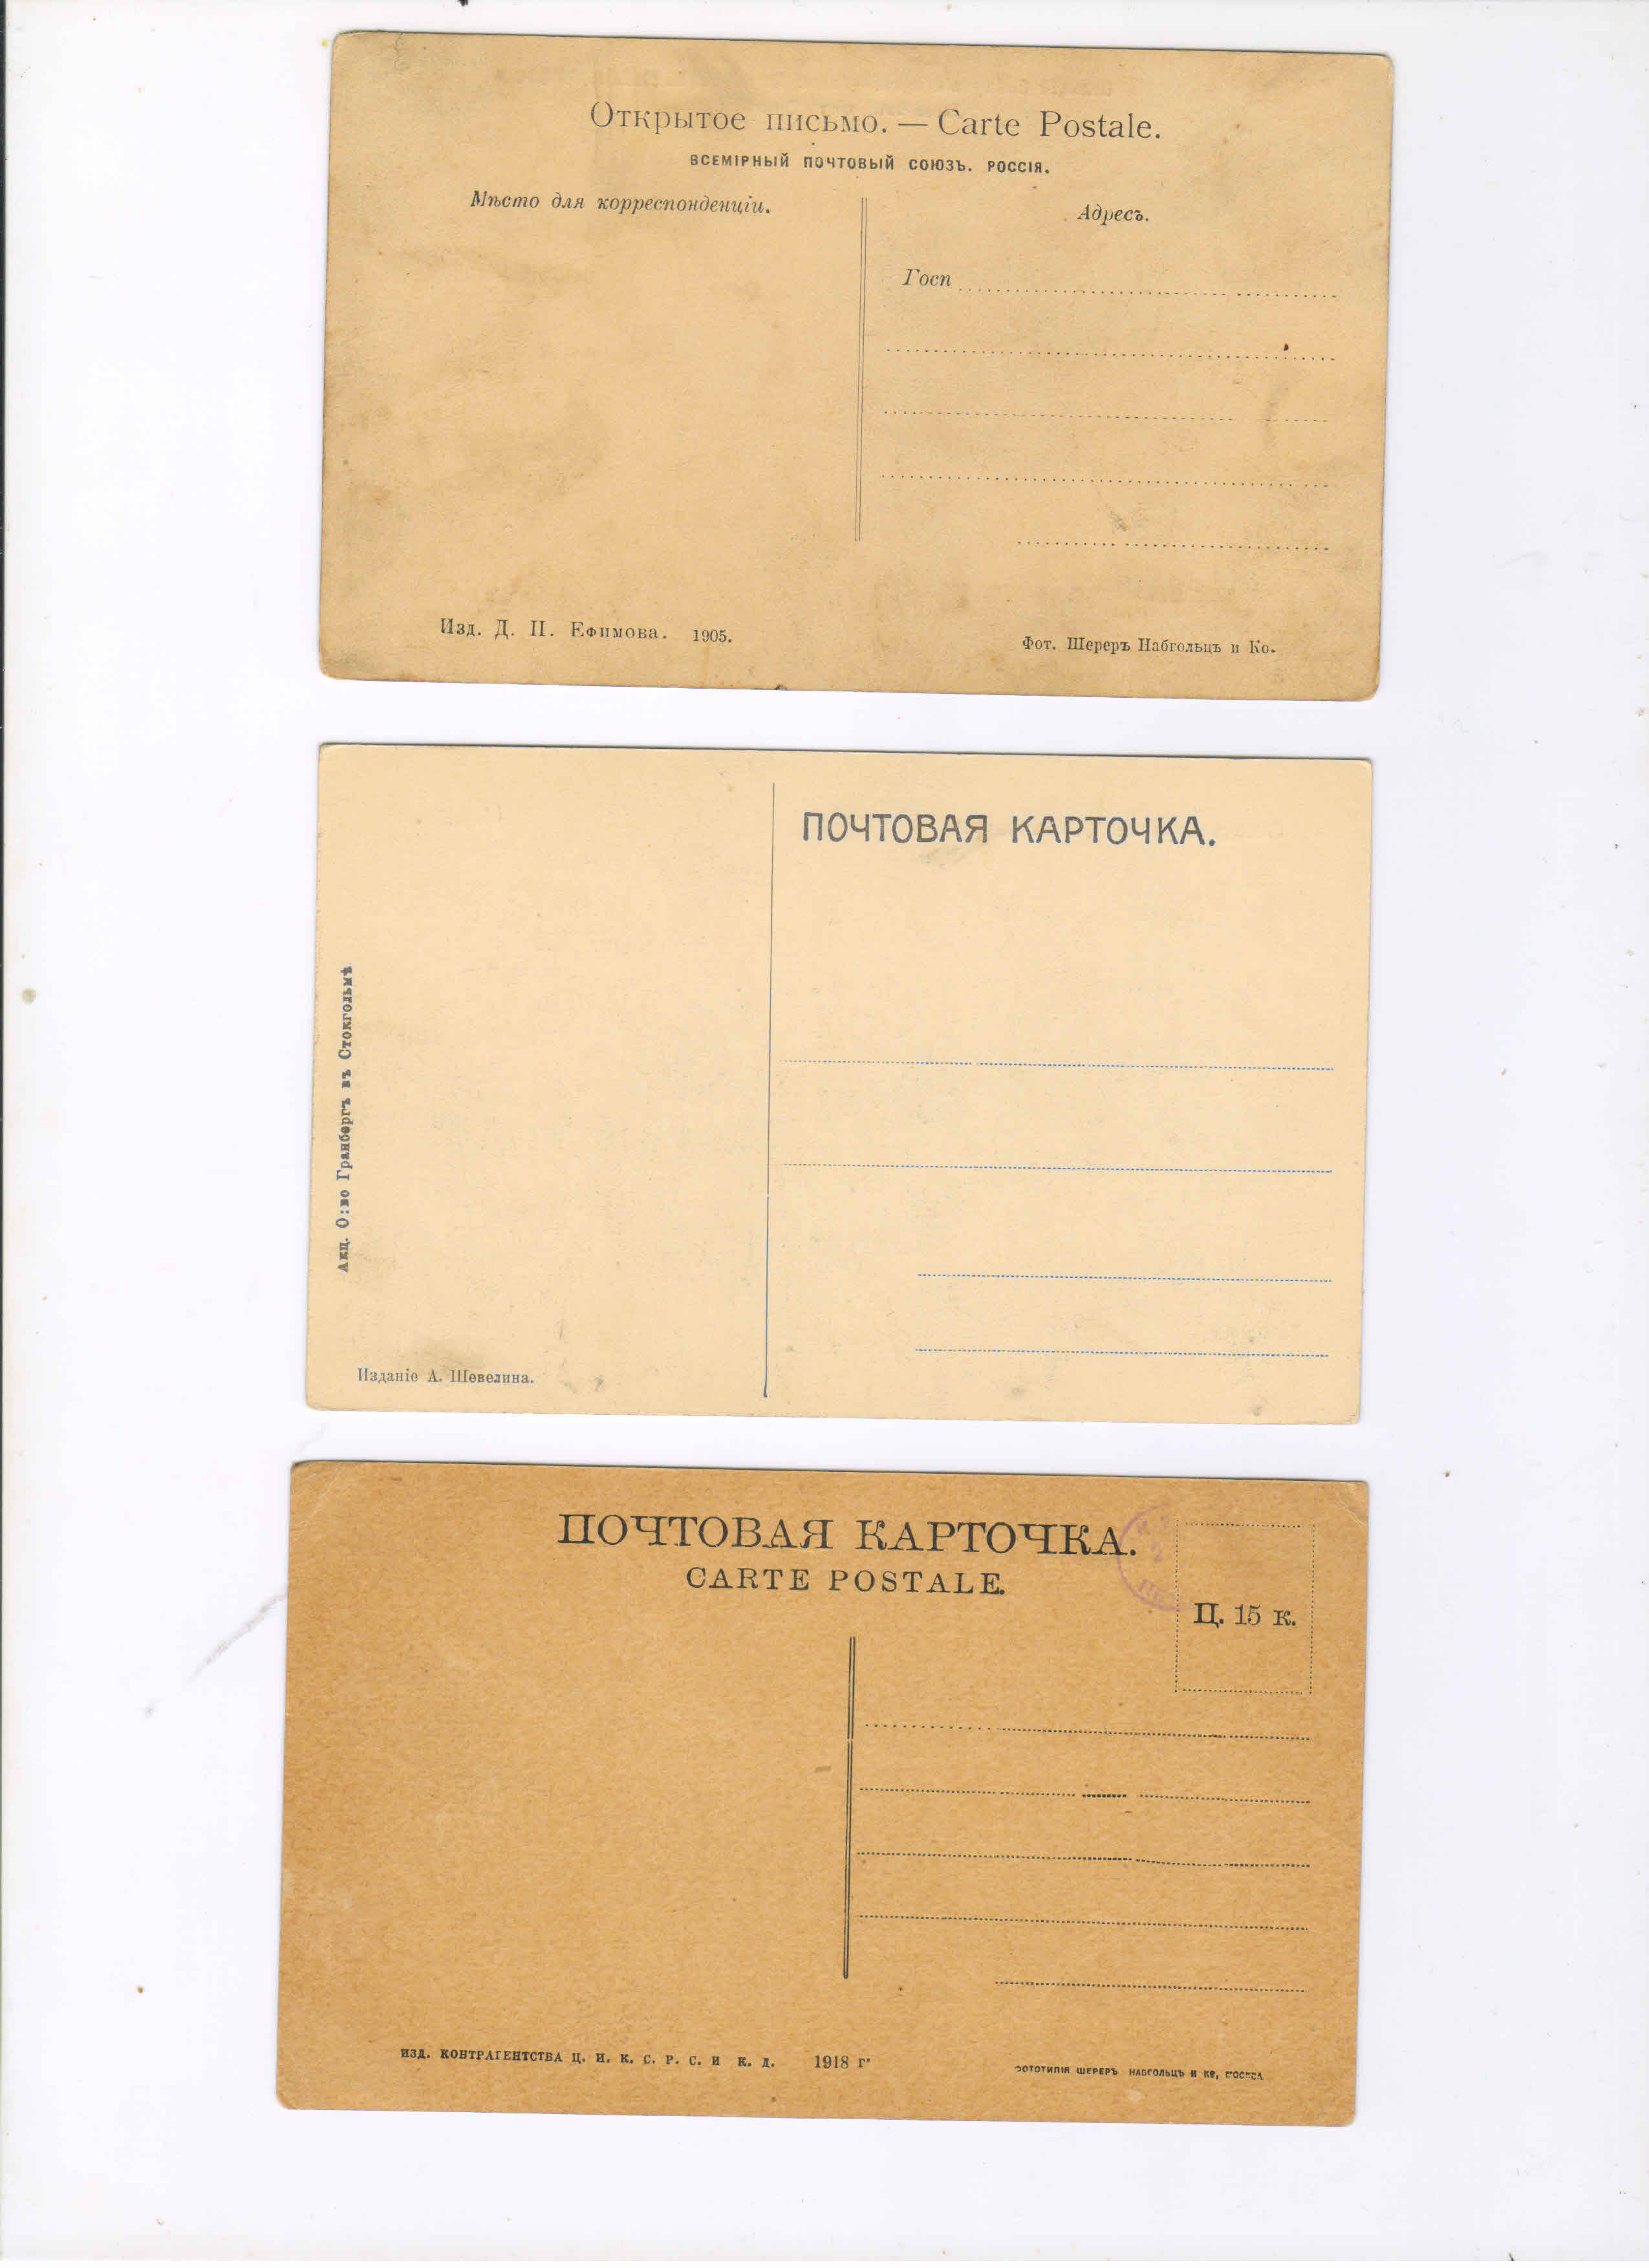 Открытое письмо. — Carte Postale.
ВСЕМІРНЫЙ ПОЧТОВЫЙ СОЮЗЪ. РОССІЯ.
Мѣсто для корреспонденціи.
Адресъ.
Госп
Изд. Д. П. Ефимова. 1905.
Фот. Шереръ Набгольцъ и Ко.
ПОЧТОВАЯ КАРТОЧКА.
Акц. О:во Гранбергъ въ Стокгольмѣ
Изданіе А. Шевелина.
ПОЧТОВАЯ КАРТОЧКА.
CARTE POSTALE.
Ц. 15 к.
ИЗД. КОНТРАГЕНТСТВА Ц. И. К. С. Р. С. И К. Д. 1918 г.
ФОТОТИПІЯ ШЕРЕРЪ НАБГОЛЬЦЪ И Кº, МОСКВА